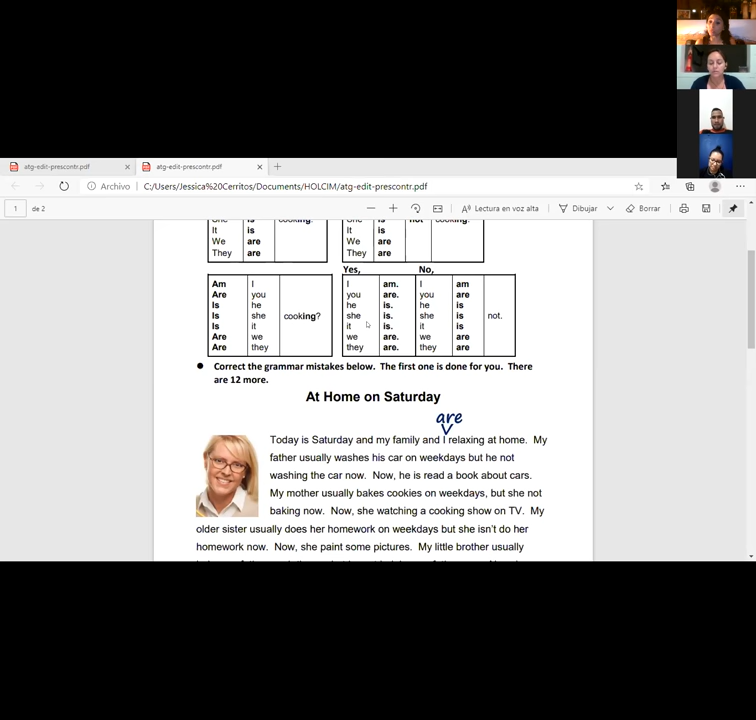 atg-edit-prescontr.pdf
atg-edit-prescontr.pdf
Archivo
C:/Users/Jessica%20Cerritos/Documents/HOLCIM/atg-edit-prescontr.pdf
1 de 2
Lectura en voz alta
Dibujar
Borrar
She is cooking. She is not cooking.
It is It is
We are We are
They are They are
Yes, No,
Am I I am. I am
Are you you are. you are
Is he he is. he is
Is she cooking? she is. she is not.
Is it it is. it is
Are we we are. we are
Are they they are. they are
● Correct the grammar mistakes below. The first one is done for you. There
are 12 more.
At Home on Saturday
are
Today is Saturday and my family and I relaxing at home. My
father usually washes his car on weekdays but he not
washing the car now. Now, he is read a book about cars.
My mother usually bakes cookies on weekdays, but she not
baking now. Now, she watching a cooking show on TV. My
older sister usually does her homework on weekdays but she isn't do her
homework now. Now, she paint some pictures. My little brother usually